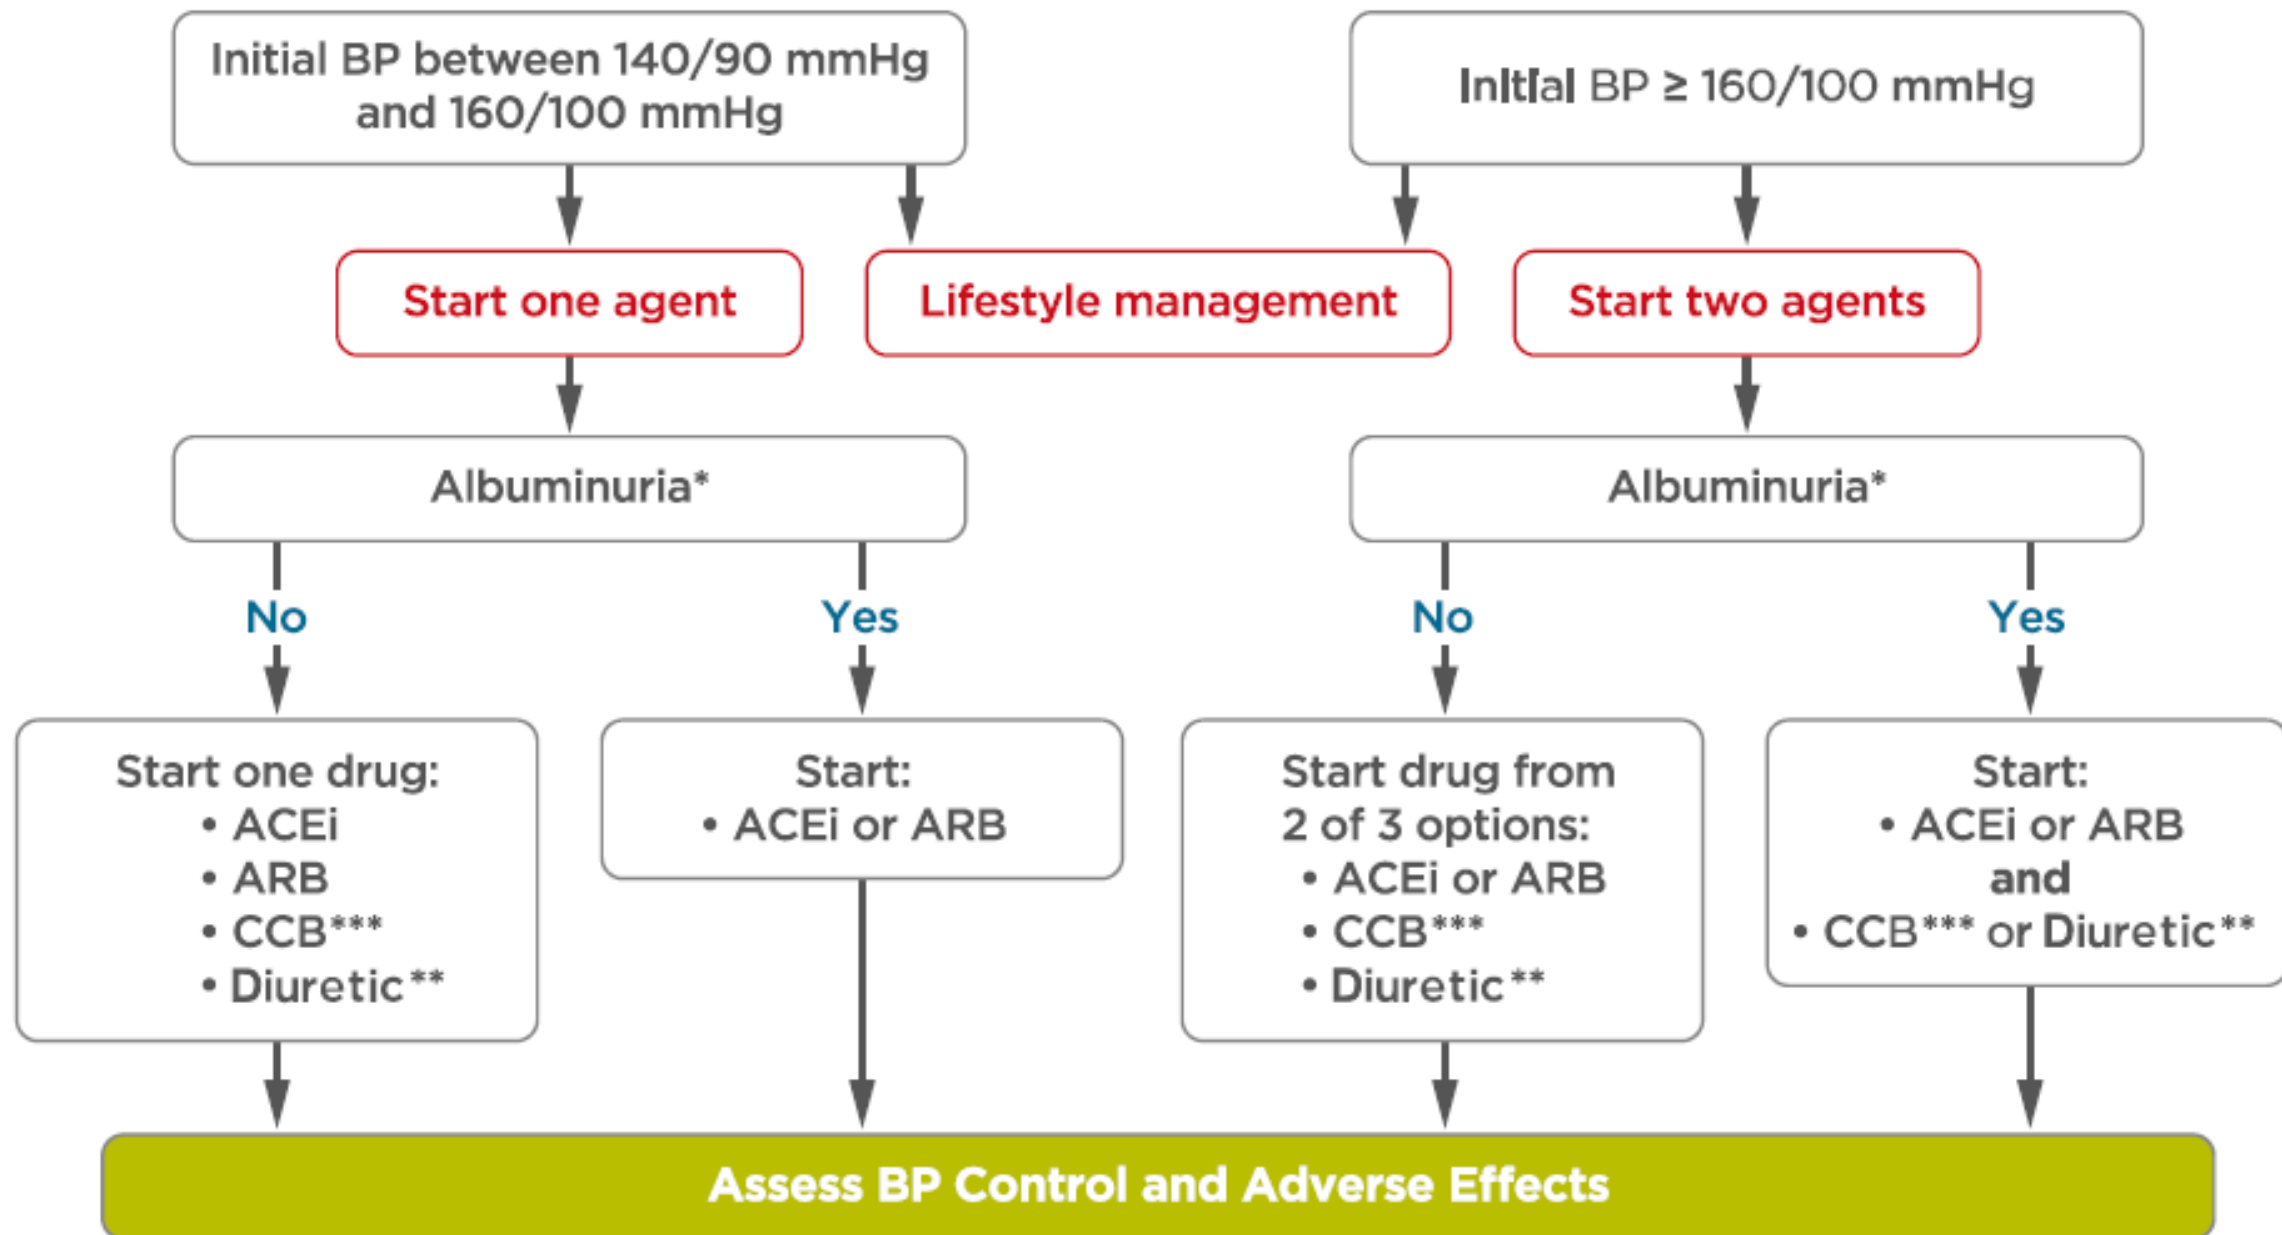 Initial BP between 140/90 mmHg
and 160/100 mmHg
Initial BP ≥ 160/100 mmHg
Start one agent
Lifestyle management
Start two agents
Albuminuria*
Albuminuria*
No
Yes
No
Yes
Start one drug:
• ACEi
• ARB
• CCB***
• Diuretic**
Start:
• ACEi or ARB
Start drug from
2 of 3 options:
• ACEi or ARB
• CCB***
• Diuretic**
Start:
• ACEi or ARB
and
• CCB*** or Diuretic**
Assess BP Control and Adverse Effects